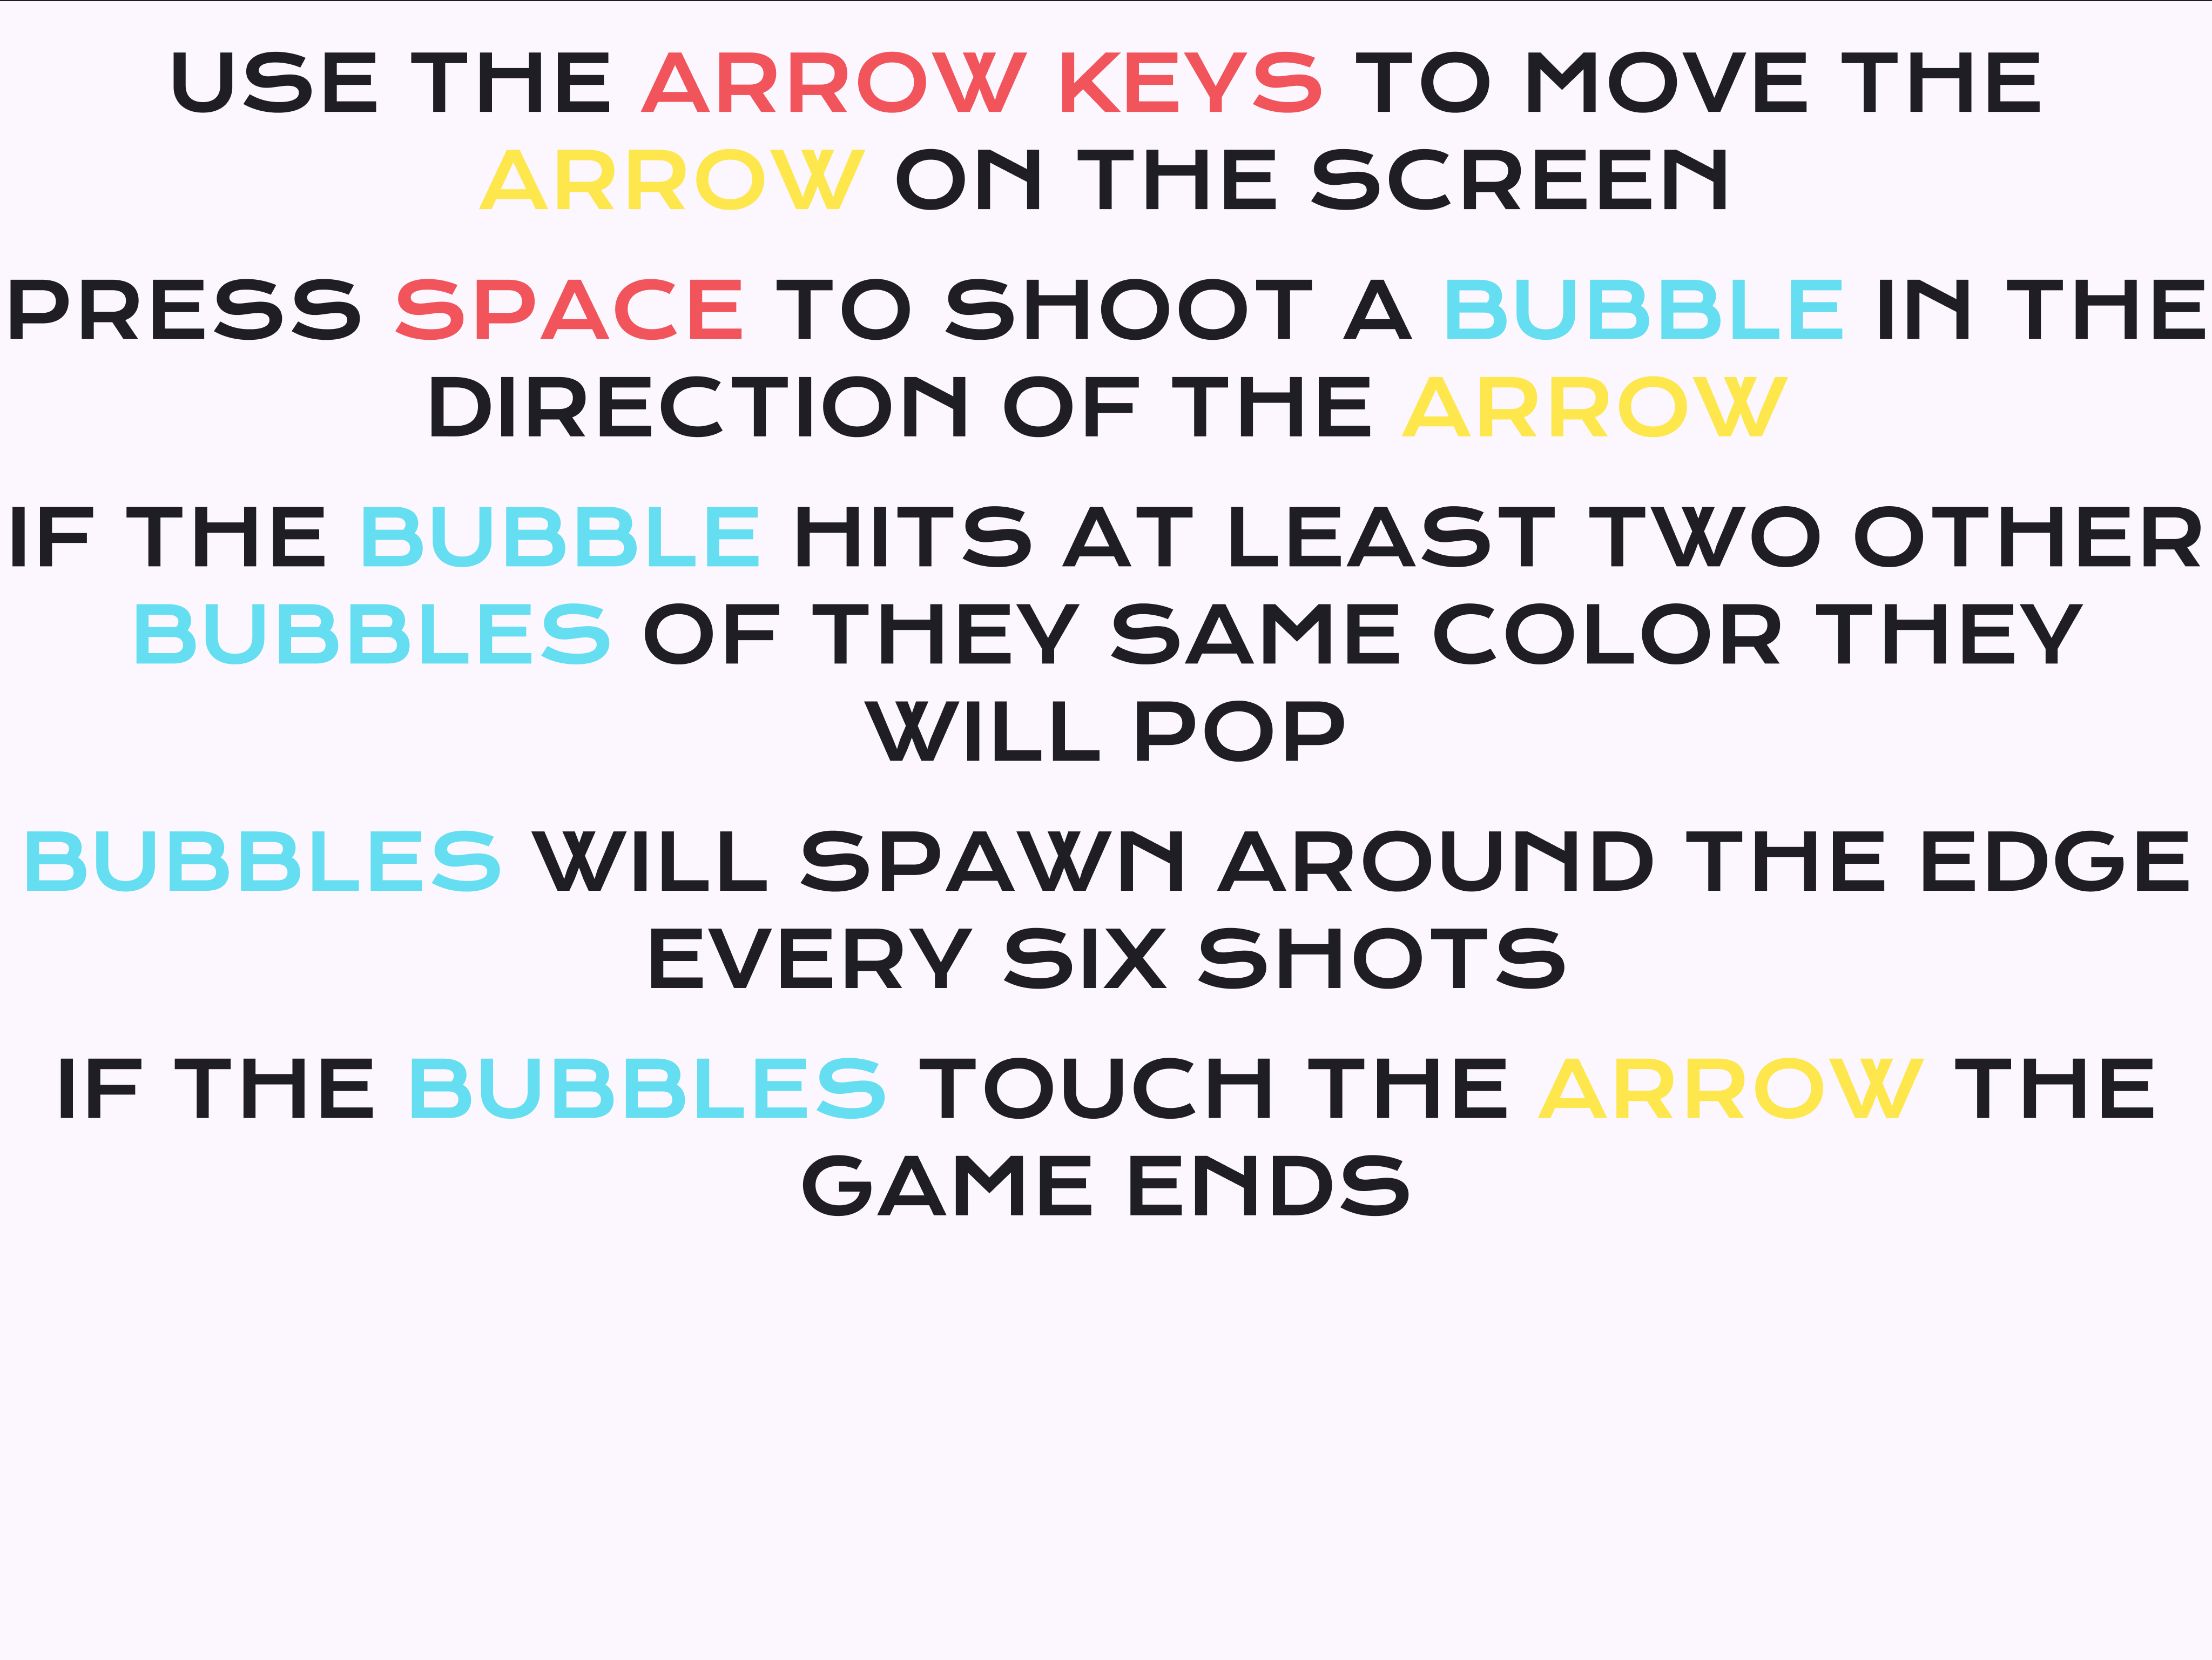 USE THE ARROW KEYS TO MOVE THE
ARROW ON THE SCREEN
PRESS SPACE TO SHOOT A BUBBLE IN THE
DIRECTION OF THE ARROW
IF THE BUBBLE HITS AT LEAST TWO OTHER
BUBBLES OF THEY SAME COLOR THEY
WILL POP
BUBBLES WILL SPAWN AROUND THE EDGE
EVERY SIX SHOTS
IF THE BUBBLES TOUCH THE ARROW THE
GAME ENDS